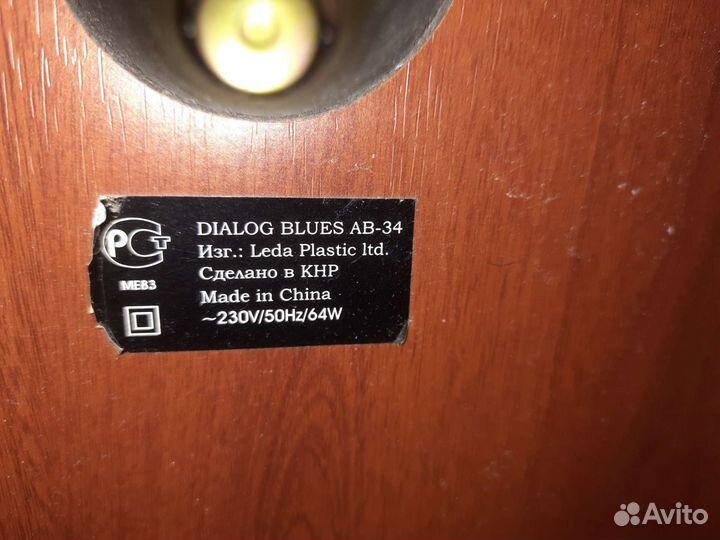 РСТ
МЕ83
DIALOG BLUES AB-34
Изг.: Leda Plastic ltd.
Сделано в КНР
Made in China
~230V/50Hz/64W
Avito